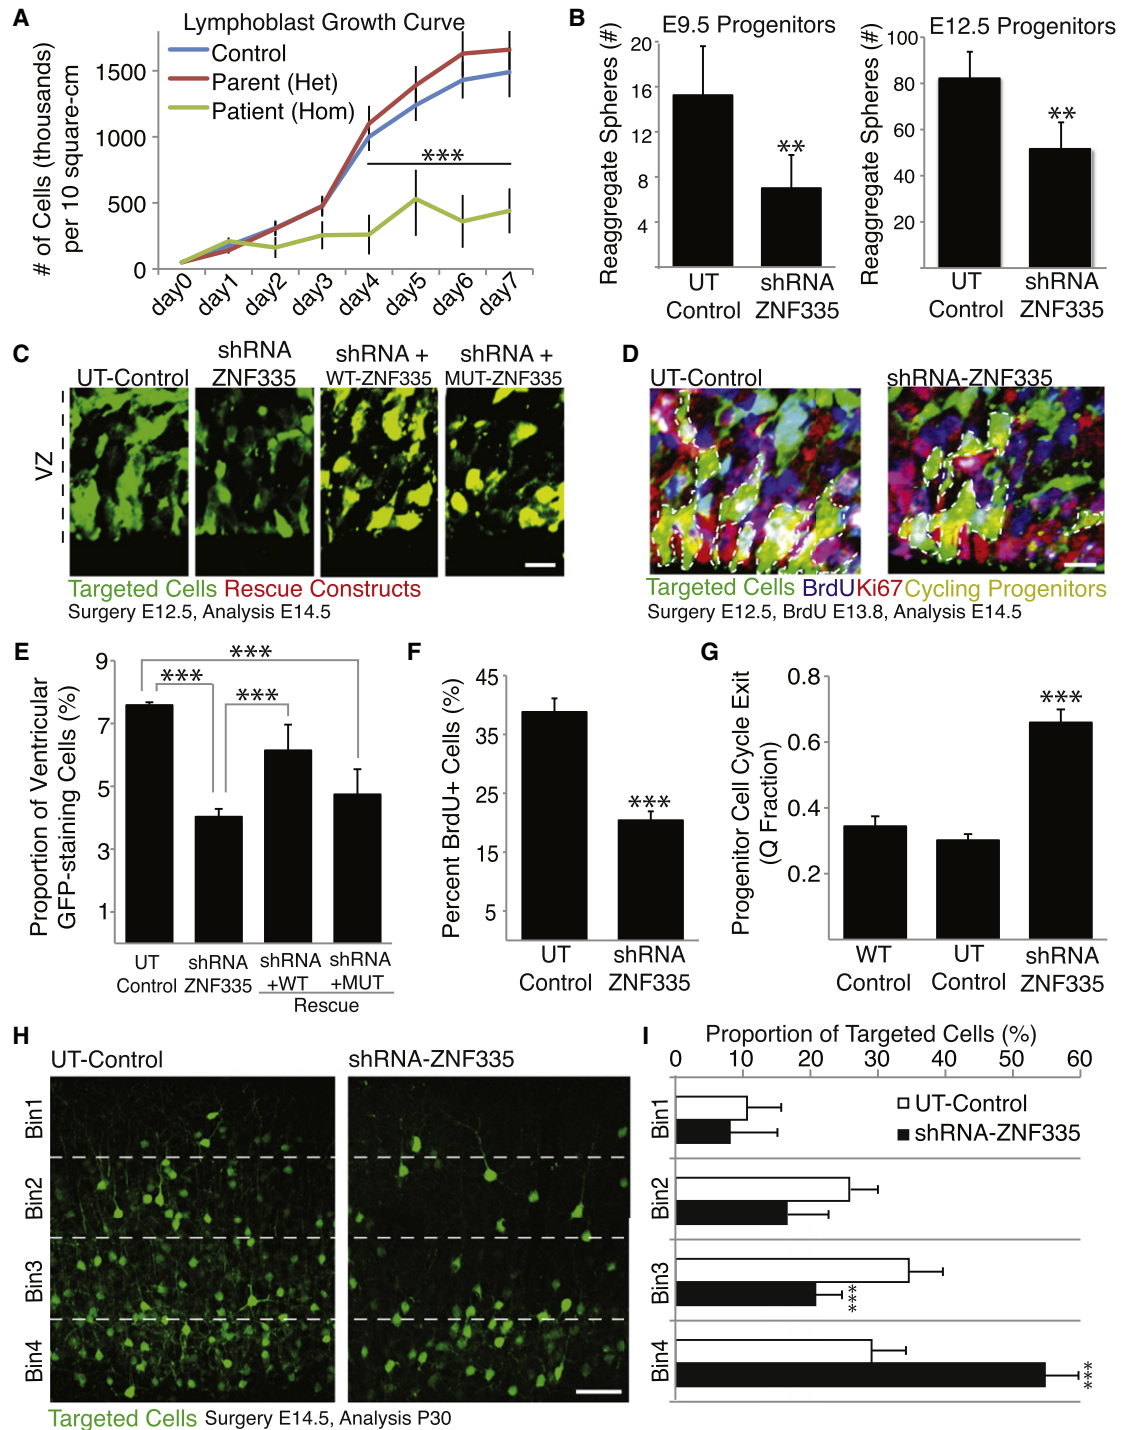 A
Lymphoblast Growth Curve
Control
Parent (Het)
Patient (Hom)
# of Cells (thousands)
per 10 square-cm
1500
1000
500
0
***
day0
day1
day2
day3
day4
day5
day6
day7
B
E9.5 Progenitors
Reaggregate Spheres (#)
20
16
12
8
4
**
UT
Control
shRNA
ZNF335
E12.5 Progenitors
Reaggregate Spheres (#)
100
80
60
40
20
**
UT
Control
shRNA
ZNF335
C
UT-Control
shRNA
ZNF335
shRNA +
WT-ZNF335
shRNA +
MUT-ZNF335
VZ
Targeted Cells Rescue Constructs
Surgery E12.5, Analysis E14.5
D
UT-Control
shRNA-ZNF335
Targeted Cells BrdU Ki67 Cycling Progenitors
Surgery E12.5, BrdU E13.8, Analysis E14.5
E
Proportion of Ventricular
GFP-staining Cells (%)
9
7
5
3
1
***
***
***
UT
Control
shRNA
ZNF335
shRNA
+WT
shRNA
+MUT
Rescue
F
Percent BrdU+ Cells (%)
45
35
25
15
5
***
UT
Control
shRNA
ZNF335
G
Progenitor Cell Cycle Exit
(Q Fraction)
0.8
0.6
0.4
0.2
***
WT
Control
UT
Control
shRNA
ZNF335
H
UT-Control
shRNA-ZNF335
Bin1
Bin2
Bin3
Bin4
Targeted Cells Surgery E14.5, Analysis P30
I
Proportion of Targeted Cells (%)
0 10 20 30 40 50 60
UT-Control
shRNA-ZNF335
Bin1
Bin2
Bin3
***
Bin4
***